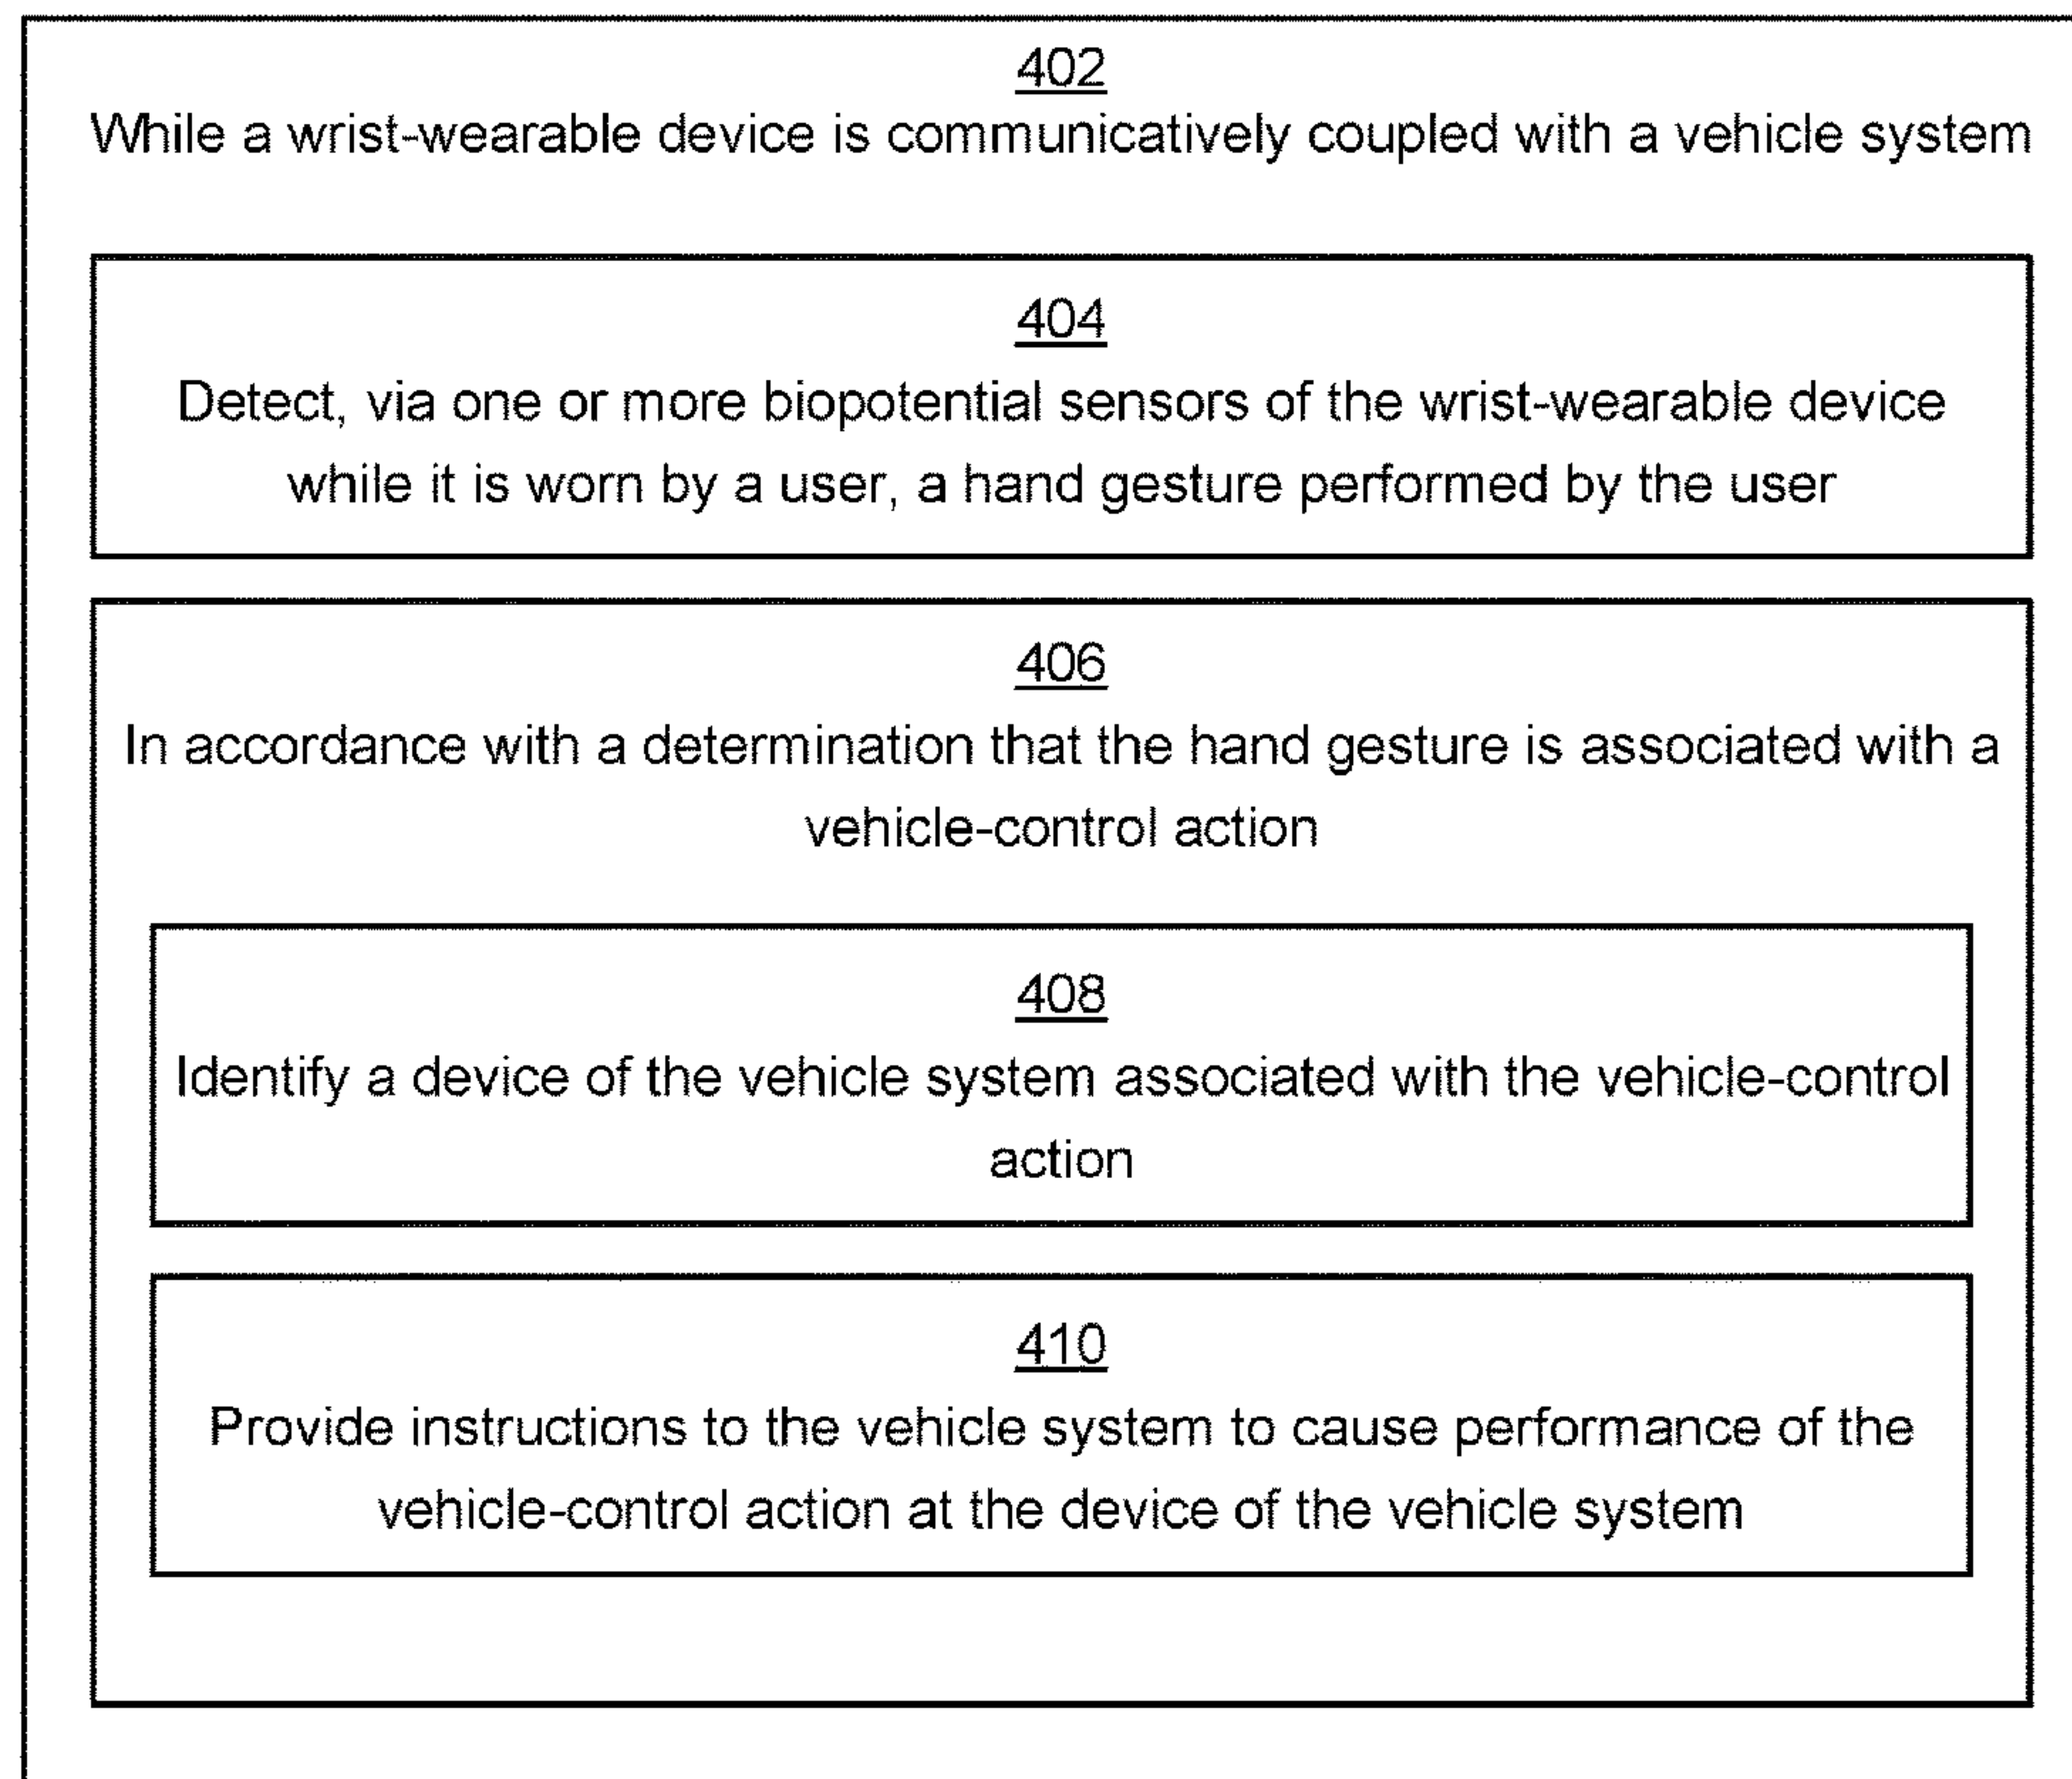 402
While a wrist-wearable device is communicatively coupled with a vehicle system
404
Detect, via one or more biopotential sensors of the wrist-wearable device
while it is worn by a user, a hand gesture performed by the user
406
In accordance with a determination that the hand gesture is associated with a
vehicle-control action
408
Identify a device of the vehicle system associated with the vehicle-control
action
410
Provide instructions to the vehicle system to cause performance of the
vehicle-control action at the device of the vehicle system